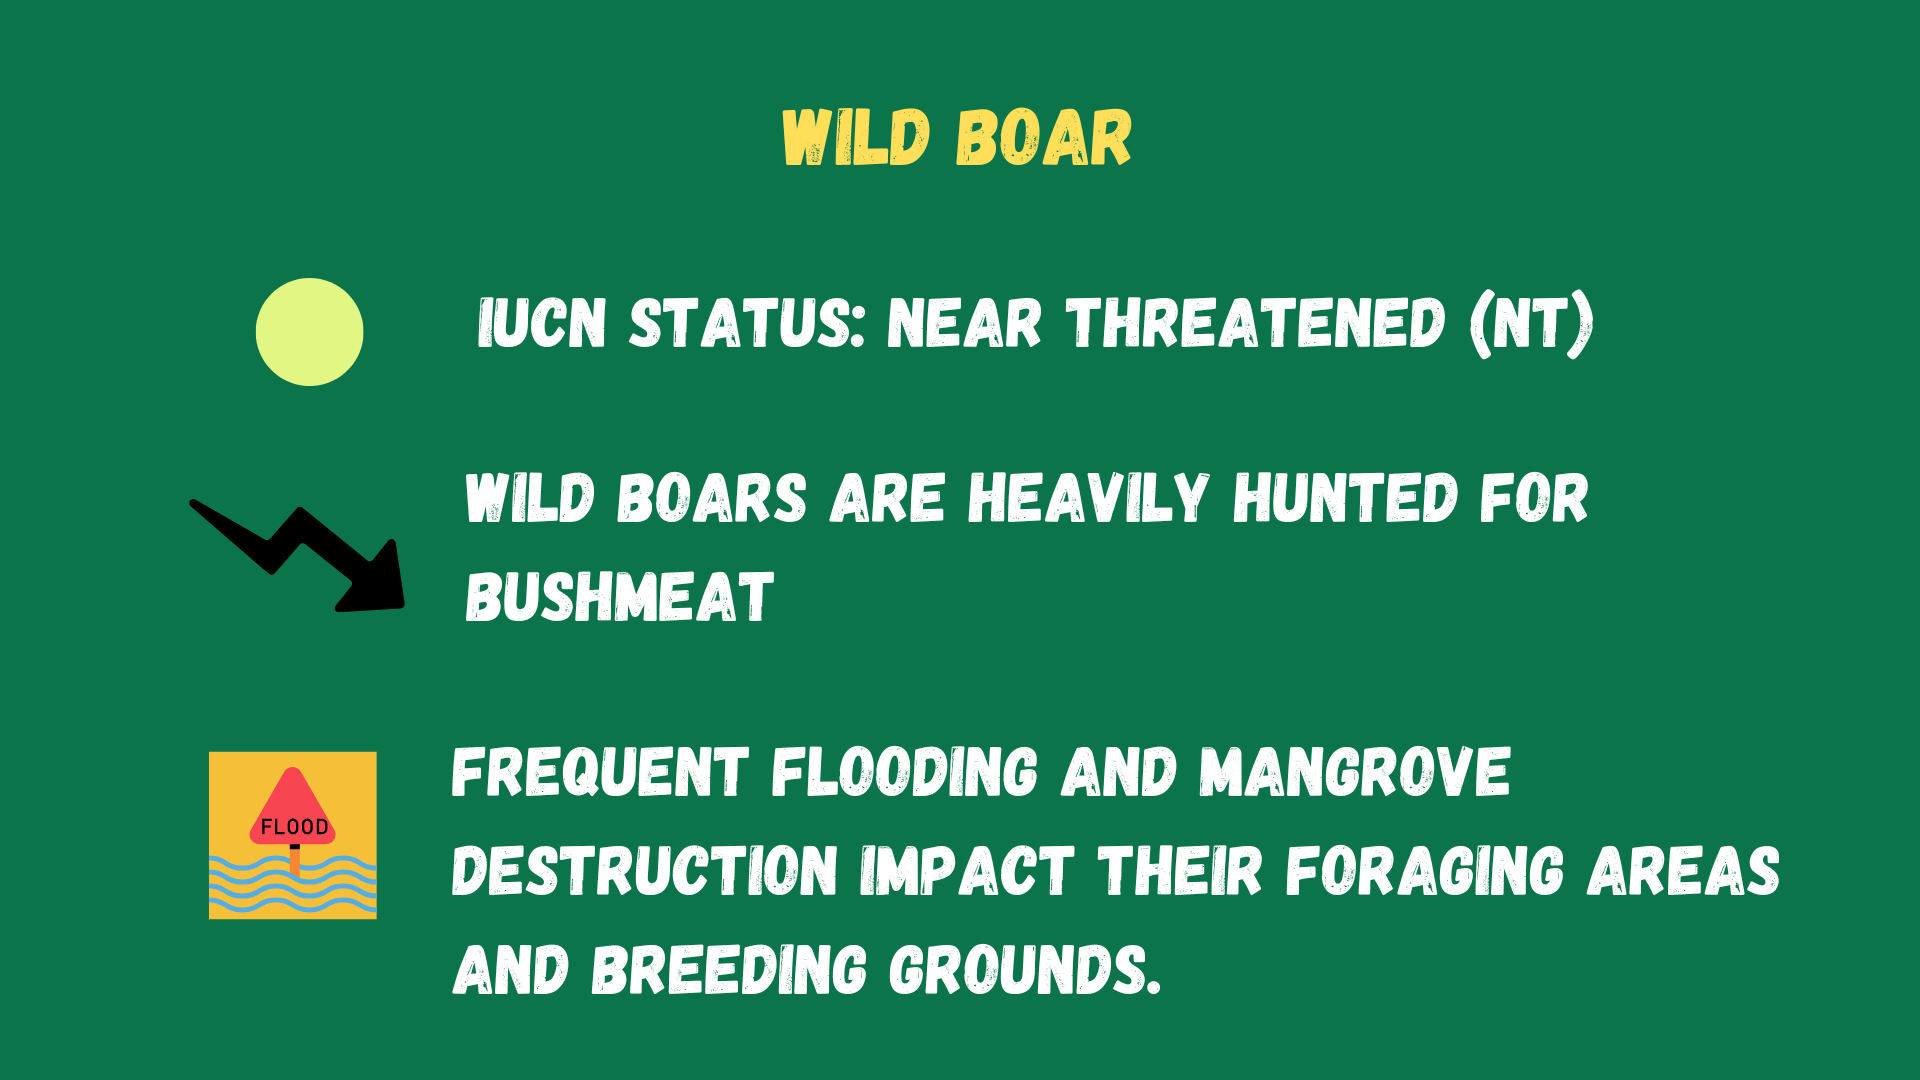 WILD BOAR
IUCN STATUS: NEAR THREATENED (NT)
WILD BOARS ARE HEAVILY HUNTED FOR
BUSHMEAT
FREQUENT FLOODING AND MANGROVE
FLOOD
DESTRUCTION IMPACT THEIR FORAGING AREAS
AND BREEDING GROUNDS.